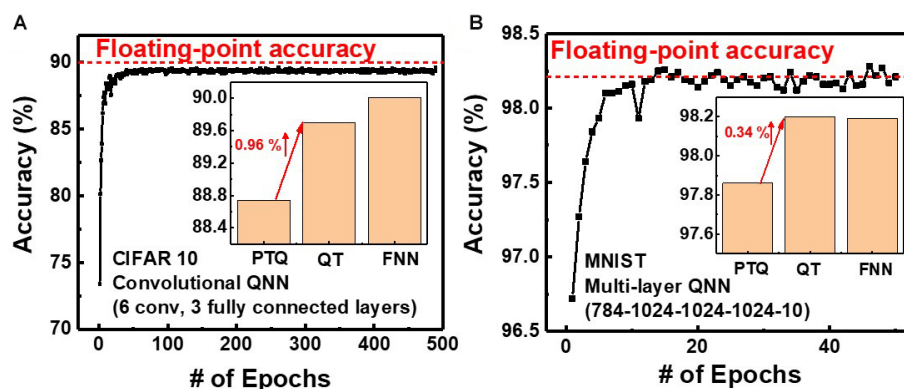 A
Floating-point accuracy
Accuracy (%)
90
85
80
75
70
90.0
89.6
89.2
88.8
88.4
0.96 %
PTQ QT FNN
CIFAR 10
Convolutional QNN
(6 conv, 3 fully connected layers)
0 100 200 300 400 500
# of Epochs
B
Floating-point accuracy
Accuracy (%)
98.5
98.0
97.5
97.0
96.5
98.2
98.0
97.8
97.6
0.34 %
PTQ QT FNN
MNIST
Multi-layer QNN
(784-1024-1024-1024-10)
0 20 40
# of Epochs